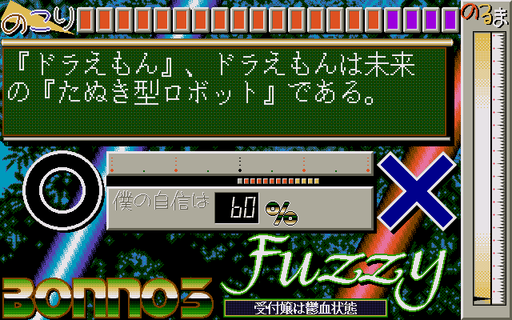 のこり
のるま
『ドラえもん』、ドラえもんは未来
の『たぬき型ロボット』である。
僕の自信は 60 %
Fuzzy
BONNOS
受付嬢は鬱血状態